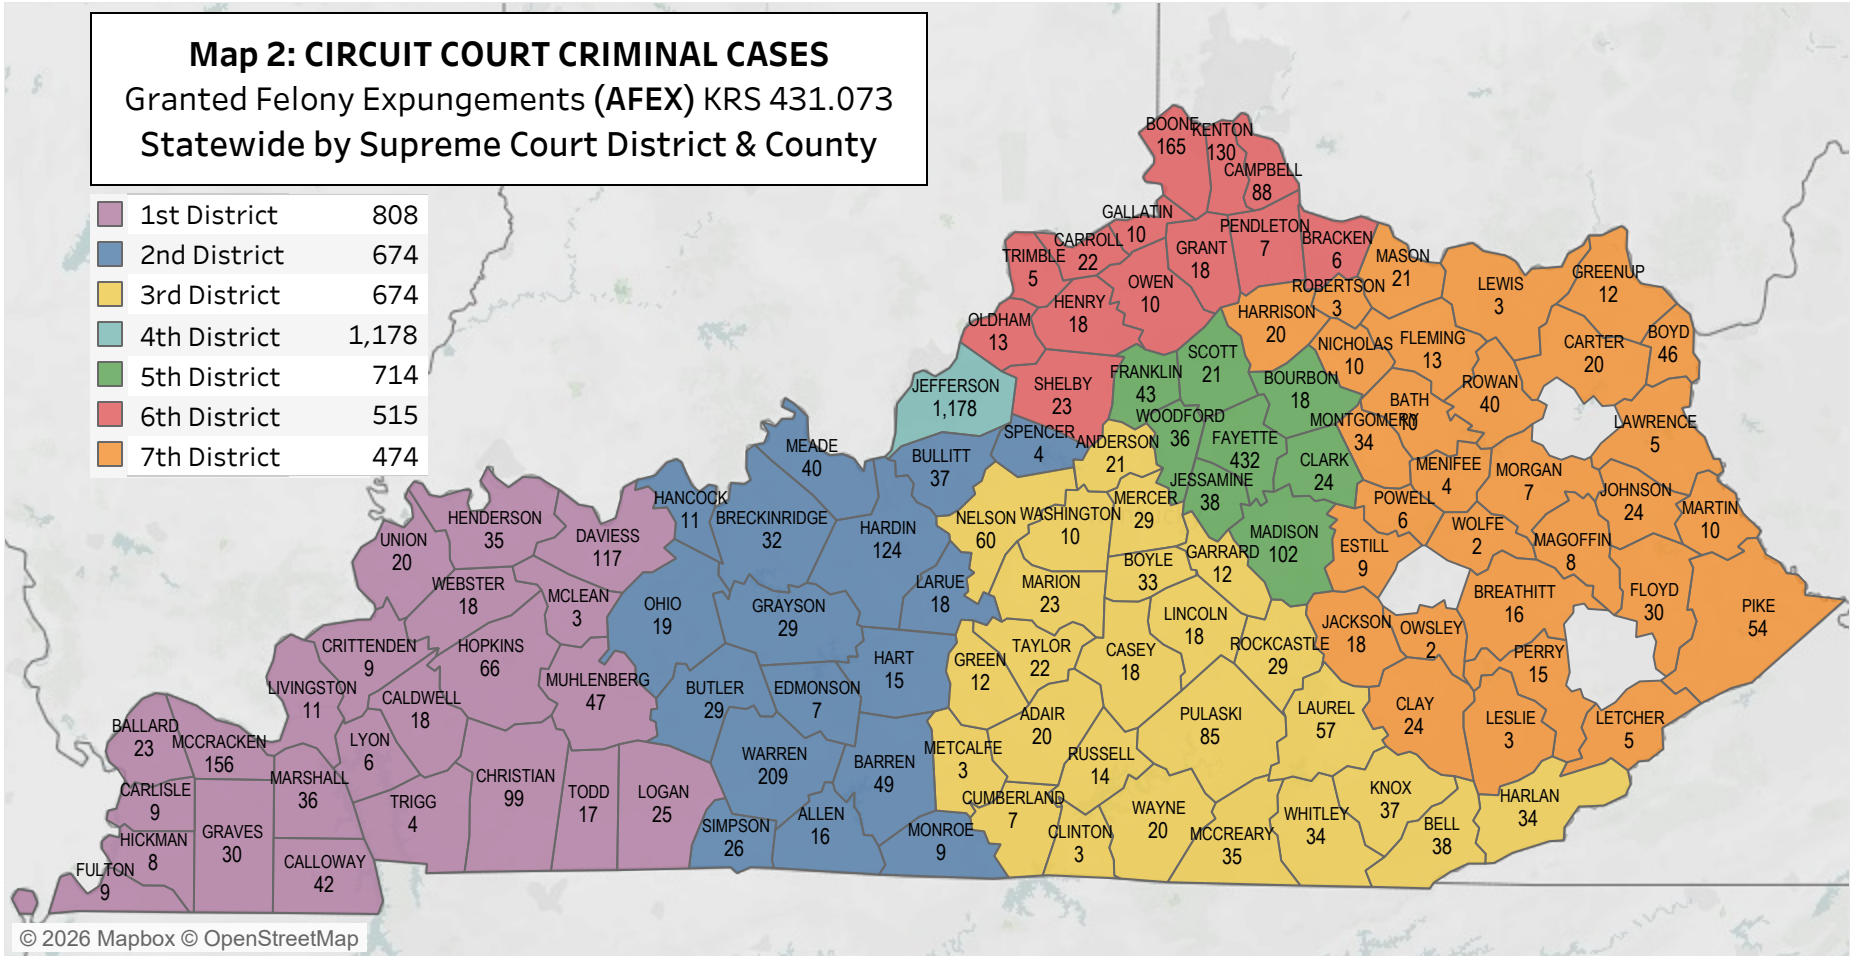 Map 2: CIRCUIT COURT CRIMINAL CASES
Granted Felony Expungements (AFEX) KRS 431.073
Statewide by Supreme Court District & County
1st District 808
2nd District 674
3rd District 674
4th District 1,178
5th District 714
6th District 515
7th District 474
BOONE
165
KENTON
130
CAMPBELL
88
GALLATIN
10
CARROLL
22
TRIMBLE
5
GRANT
18
PENDLETON
7
BRACKEN
6
OWEN
10
HENRY
18
OLDHAM
13
SHELBY
23
MASON
21
ROBERTSON
3
LEWIS
3
GREENUP
12
HARRISON
20
NICHOLAS
10
FLEMING
13
CARTER
20
BOYD
46
ROWAN
40
BATH
10
MONTGOMERY
34
LAWRENCE
5
MENIFEE
4
MORGAN
7
JOHNSON
24
MARTIN
10
POWELL
6
WOLFE
2
MAGOFFIN
8
ESTILL
9
BREATHITT
16
FLOYD
30
PIKE
54
JACKSON
18
OWSLEY
2
PERRY
15
CLAY
24
LESLIE
3
LETCHER
5
JEFFERSON
1,178
FRANKLIN
43
SCOTT
21
BOURBON
18
WOODFORD
36
FAYETTE
432
CLARK
24
JESSAMINE
38
MADISON
102
MEADE
40
BULLITT
37
SPENCER
4
HANCOCK
11
BRECKINRIDGE
32
HARDIN
124
LARUE
18
OHIO
19
GRAYSON
29
HART
15
BUTLER
29
EDMONSON
7
WARREN
209
BARREN
49
SIMPSON
26
ALLEN
16
MONROE
9
ANDERSON
21
NELSON
60
WASHINGTON
10
MERCER
29
BOYLE
33
GARRARD
12
MARION
23
LINCOLN
18
ROCKCASTLE
29
GREEN
12
TAYLOR
22
CASEY
18
ADAIR
20
PULASKI
85
LAUREL
57
METCALFE
3
RUSSELL
14
CUMBERLAND
7
CLINTON
3
WAYNE
20
MCCREARY
35
WHITLEY
34
KNOX
37
BELL
38
HARLAN
34
HENDERSON
35
UNION
20
DAVIESS
117
WEBSTER
18
MCLEAN
3
CRITTENDEN
9
HOPKINS
66
MUHLENBERG
47
LIVINGSTON
11
CALDWELL
18
LYON
6
BALLARD
23
MCCRACKEN
156
MARSHALL
36
CARLISLE
9
GRAVES
30
HICKMAN
8
FULTON
9
CALLOWAY
42
TRIGG
4
CHRISTIAN
99
TODD
17
LOGAN
25
© 2026 Mapbox © OpenStreetMap